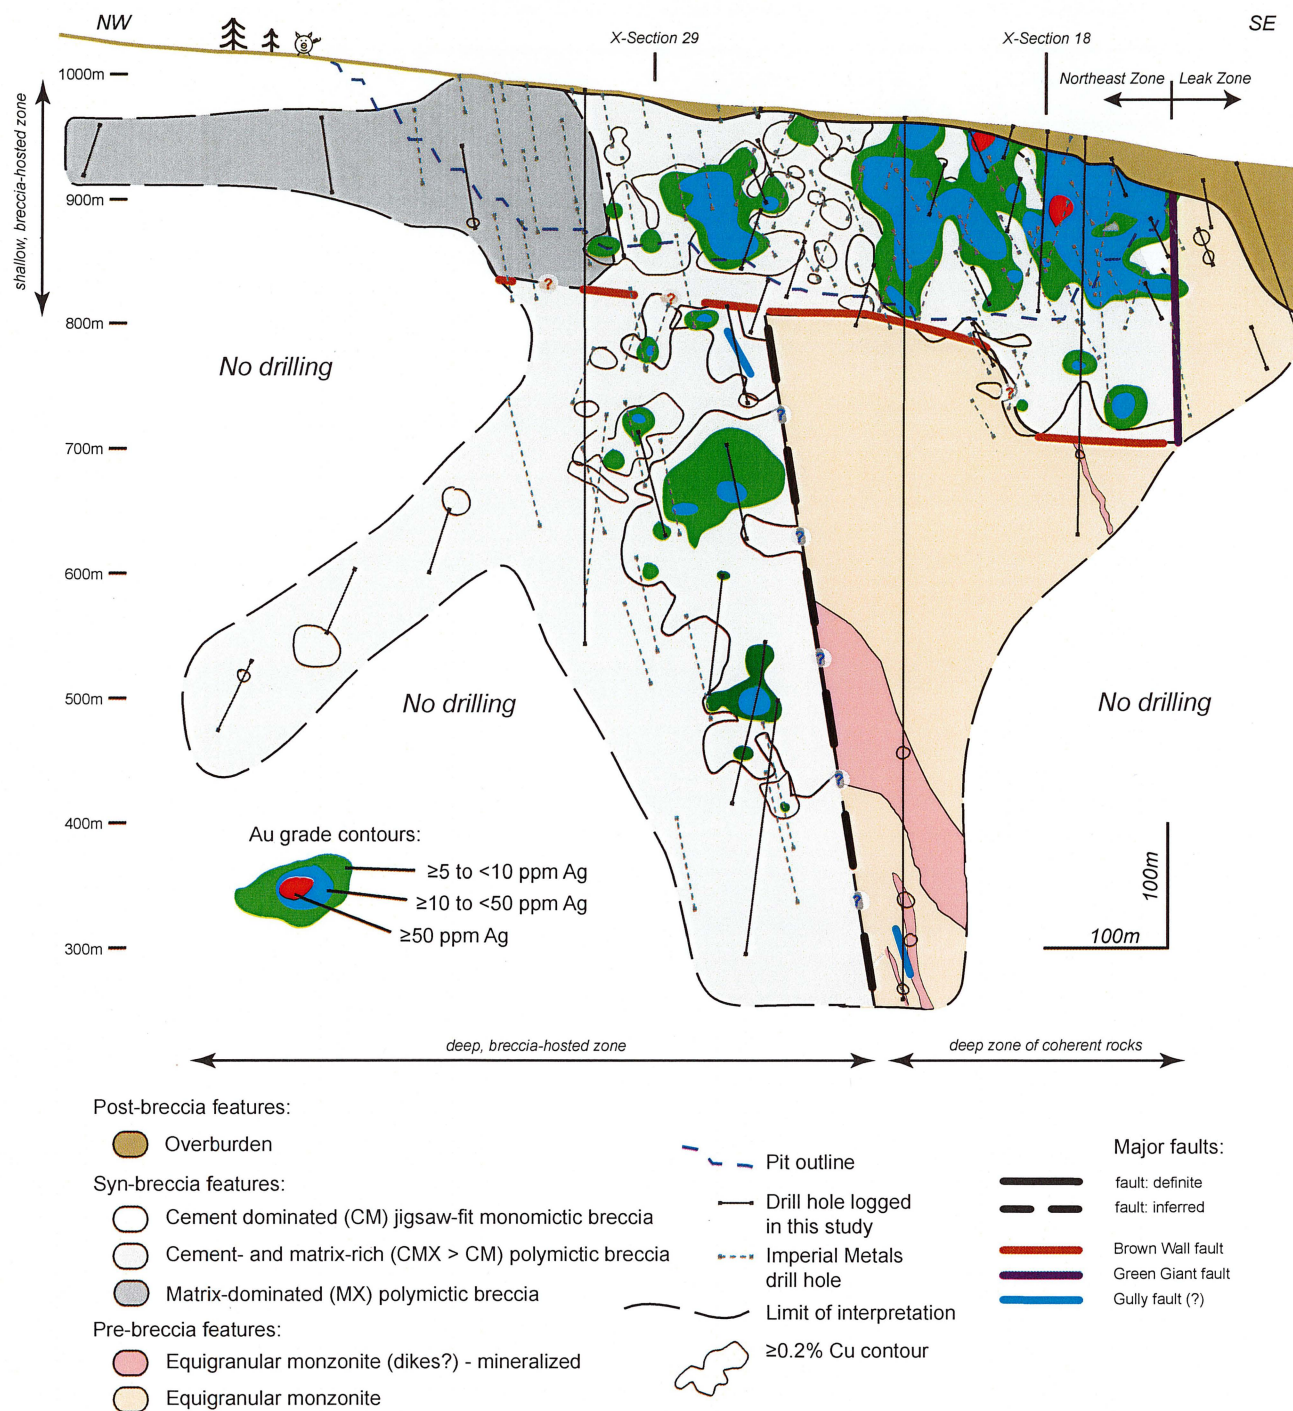 NW
SE
X-Section 29
X-Section 18
Northeast Zone
Leak Zone
1000m
900m
800m
700m
600m
500m
400m
300m
shallow, breccia-hosted zone
?
?
?
?
?
?
?
?
No drilling
No drilling
No drilling
Au grade contours:
≥5 to <10 ppm Ag
≥10 to <50 ppm Ag
≥50 ppm Ag
100m
100m
deep, breccia-hosted zone
deep zone of coherent rocks
Post-breccia features:
Overburden
Syn-breccia features:
Cement dominated (CM) jigsaw-fit monomictic breccia
Cement- and matrix-rich (CMX > CM) polymictic breccia
Matrix-dominated (MX) polymictic breccia
Pre-breccia features:
Equigranular monzonite (dikes?) - mineralized
Equigranular monzonite
Pit outline
Drill hole logged
in this study
Imperial Metals
drill hole
Limit of interpretation
≥0.2% Cu contour
Major faults:
fault: definite
fault: inferred
Brown Wall fault
Green Giant fault
Gully fault (?)